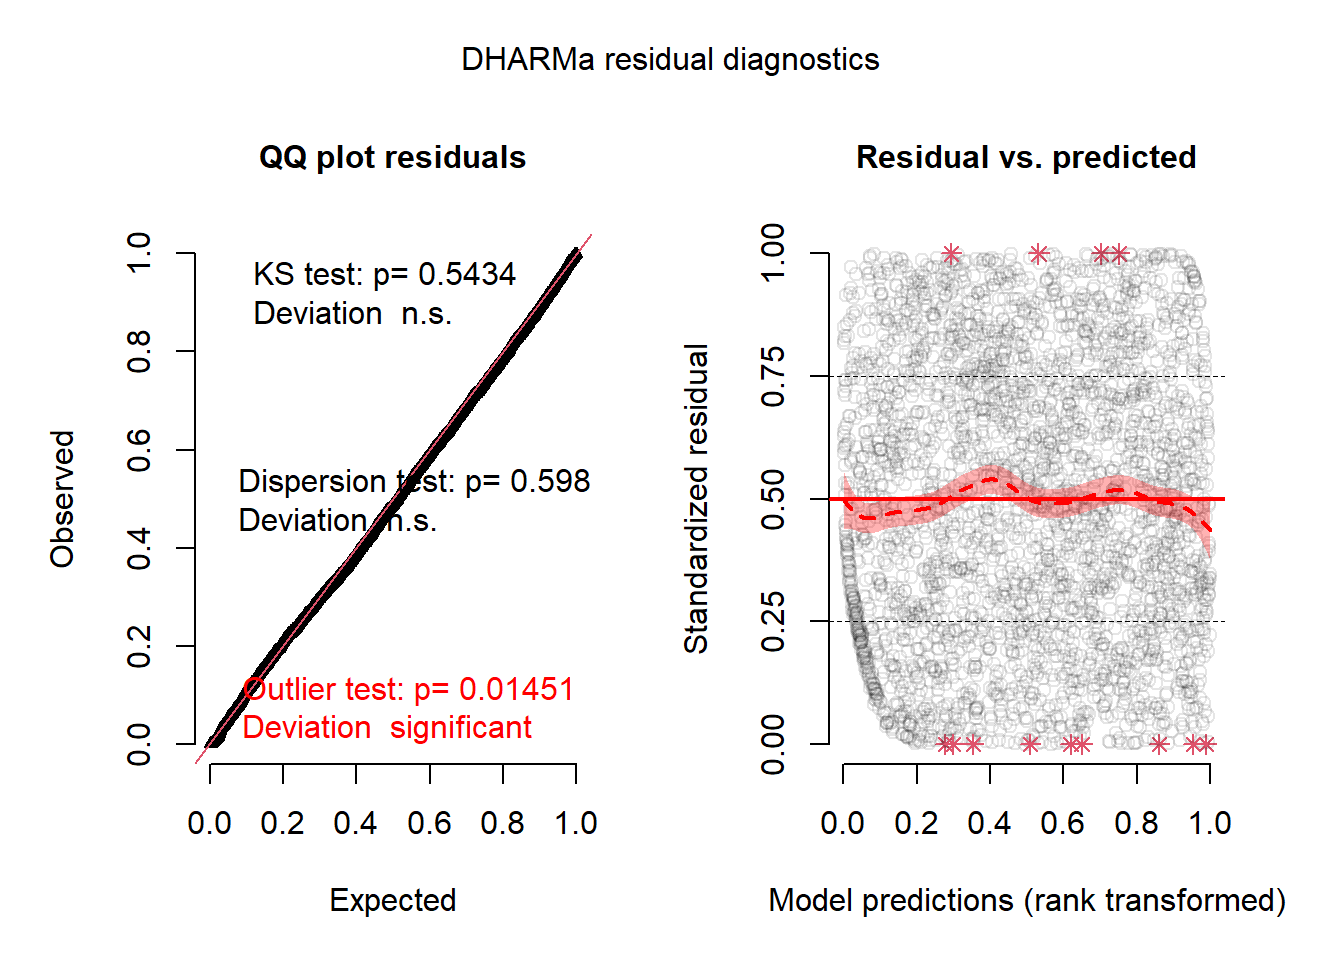 DHARMa residual diagnostics
QQ plot residuals
Observed
0.0 0.2 0.4 0.6 0.8 1.0
KS test: p= 0.5434
Deviation  n.s.
Dispersion test: p= 0.598
Deviation  n.s.
Outlier test: p= 0.01451
Deviation  significant
0.0 0.2 0.4 0.6 0.8 1.0
Expected
Residual vs. predicted
Standardized residual
0.00 0.25 0.50 0.75 1.00
0.0 0.2 0.4 0.6 0.8 1.0
Model predictions (rank transformed)